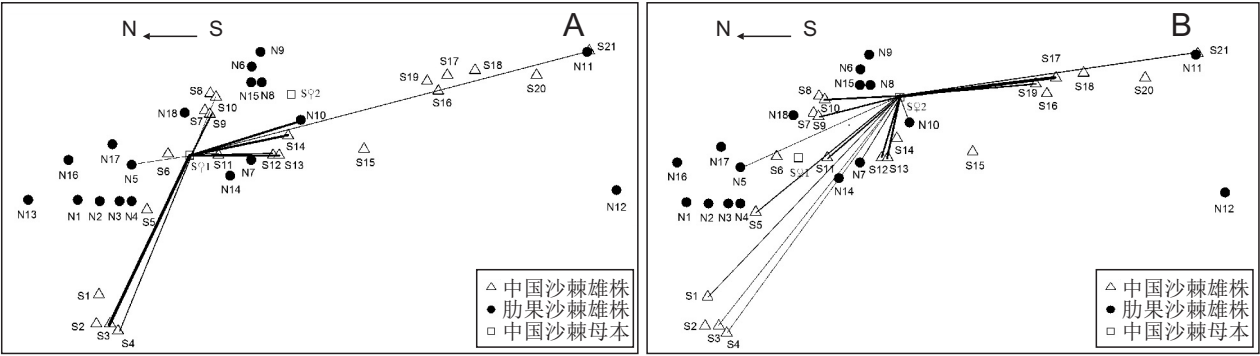 N S A
N9
N6
N15 N8
S♀2
S8
S10
N18 S7 S9
N10
S17
S18
S19
S16
S20
S21
N11
S14
S15
N17
N16
N5
S6
S♀1
S11
N7
S12 S13
N14
N13 N1 N2 N3 N4
S5
N12
S1
S2
S3
S4
中国沙棘雄株
肋果沙棘雄株
中国沙棘母本
N S B
N9
N6
N15 N8
S♀2
S8
S10
N18 S7
S9
N10
S17
S18
S19
S16
S20
S21
N11
S14
S15
N17
N16
N5
S6
S♀1
S11
N7
S12 S13
N14
N1 N2 N3 N4
S5
N12
S1
S2
S3
S4
中国沙棘雄株
肋果沙棘雄株
中国沙棘母本